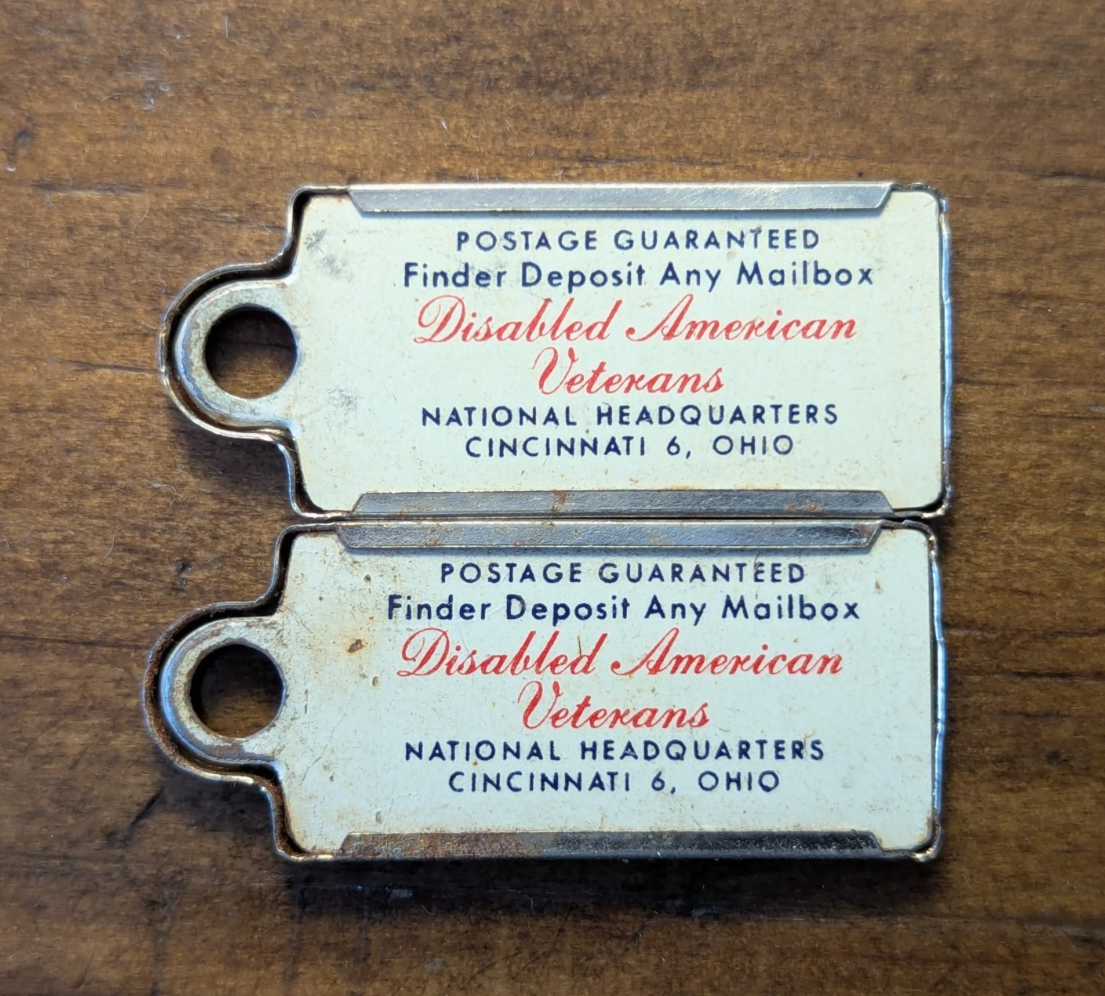 POSTAGE GUARANTEED
Finder Deposit Any Mailbox
Disabled American
Veterans
NATIONAL HEADQUARTERS
CINCINNATI 6, OHIO
POSTAGE GUARANTEED
Finder Deposit Any Mailbox
Disabled American
Veterans
NATIONAL HEADQUARTERS
CINCINNATI 6, OHIO